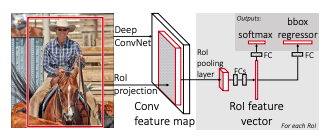 Outputs:
softmax
bbox
regressor
Deep
ConvNet
RoI
projection
Conv
feature map
RoI
pooling
layer
FCs
FC
FC
RoI feature
vector
For each RoI